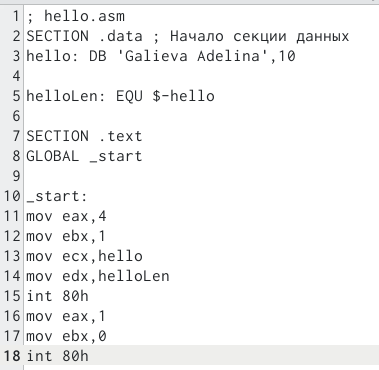 1 ; hello.asm
2 SECTION .data ; Начало секции данных
3 hello: DB 'Galieva Adelina',10
4
5 helloLen: EQU $-hello
6
7 SECTION .text
8 GLOBAL _start
9
10 _start:
11 mov eax,4
12 mov ebx,1
13 mov ecx,hello
14 mov edx,helloLen
15 int 80h
16 mov eax,1
17 mov ebx,0
18 int 80h